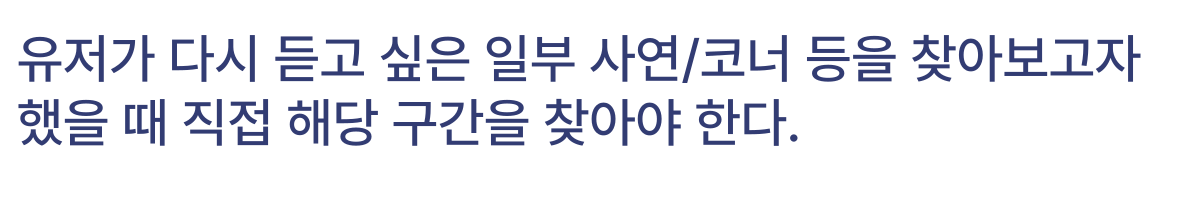 유저가 다시 듣고 싶은 일부 사연/코너 등을 찾아보고자
했을 때 직접 해당 구간을 찾아야 한다.